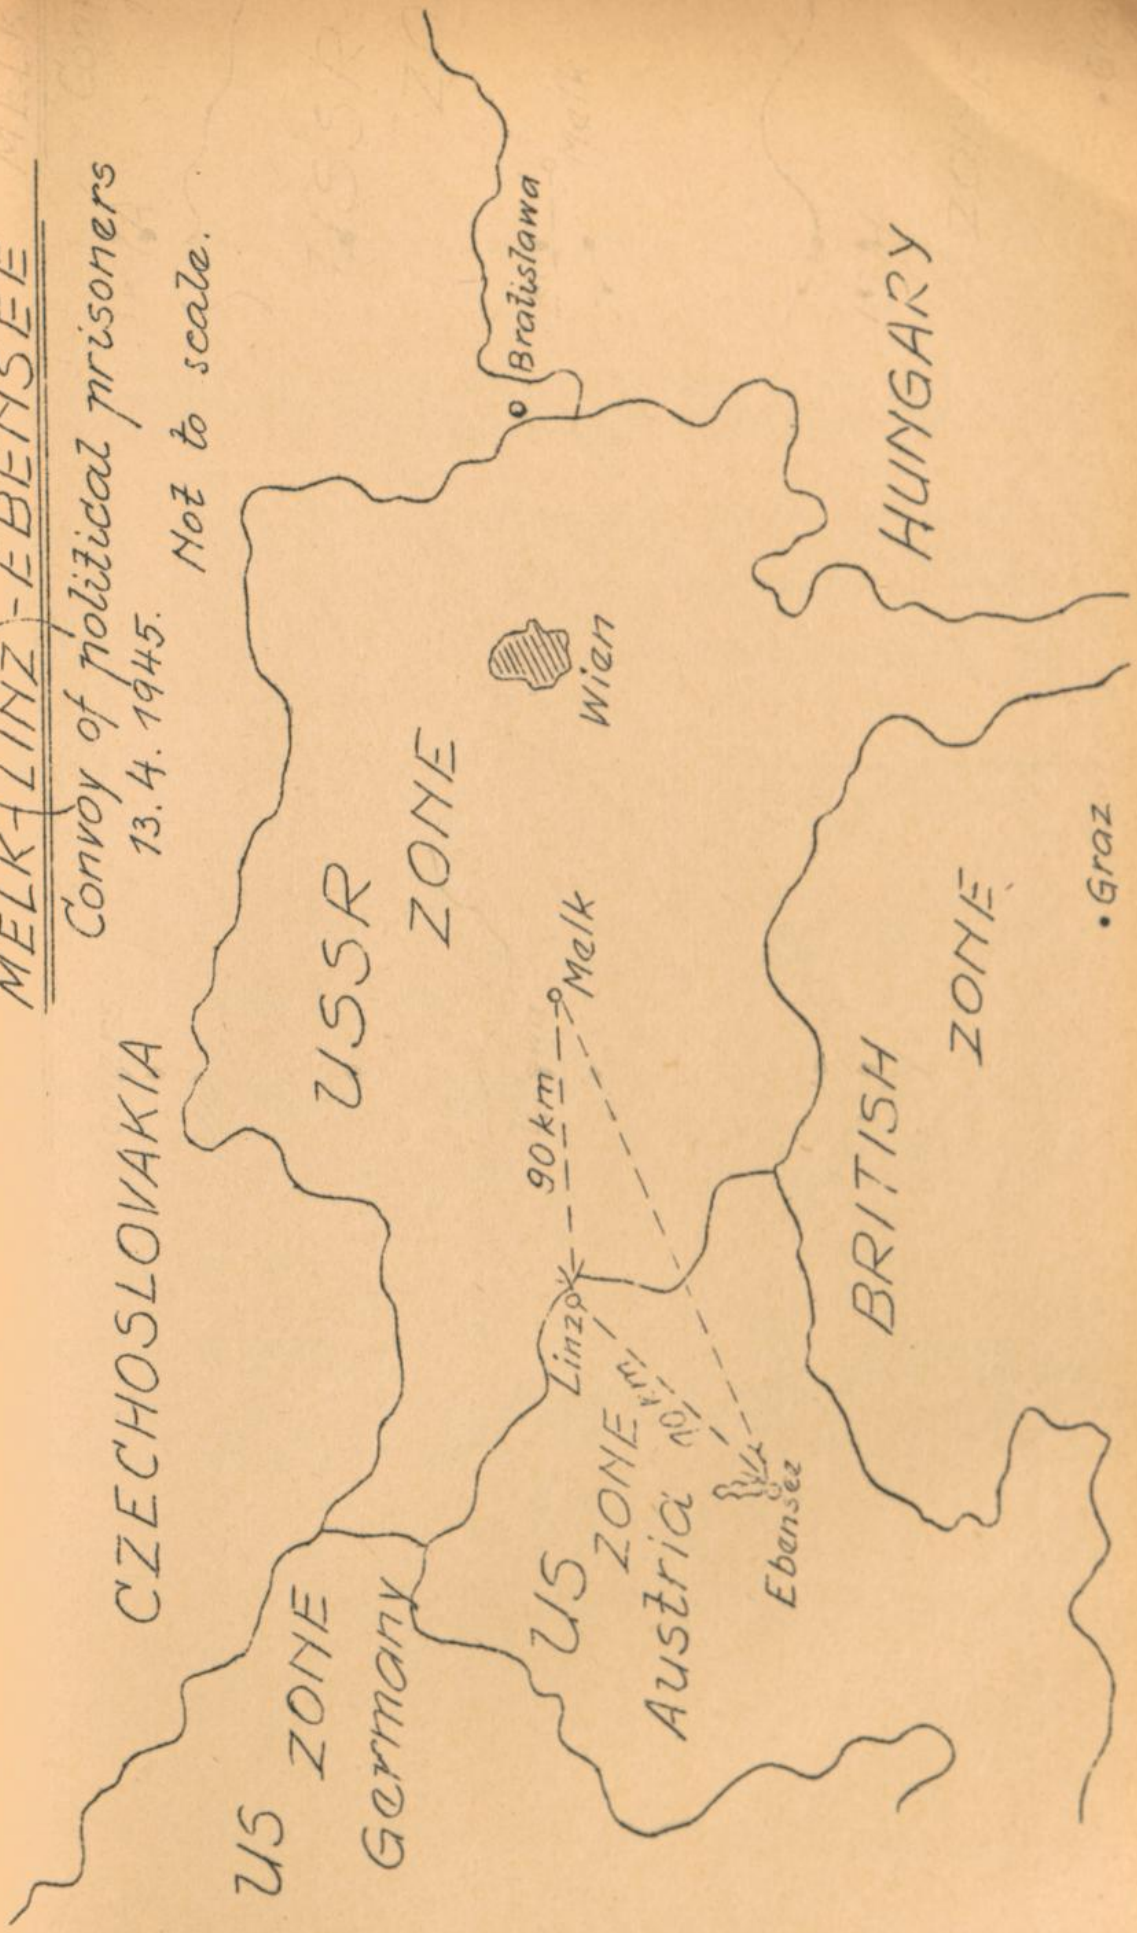 MELK-(LINZ)-EBENSEE
Convoy of political prisoners
13.4.1945.
Not to scale.
CZECHOSLOVAKIA
US
ZONE
Germany
USSR
ZONE
Bratislawa
Wien
90 km
Melk
Linz
US
ZONE
Austria
km
Ebensee
BRITISH
ZONE
HUNGARY
Graz